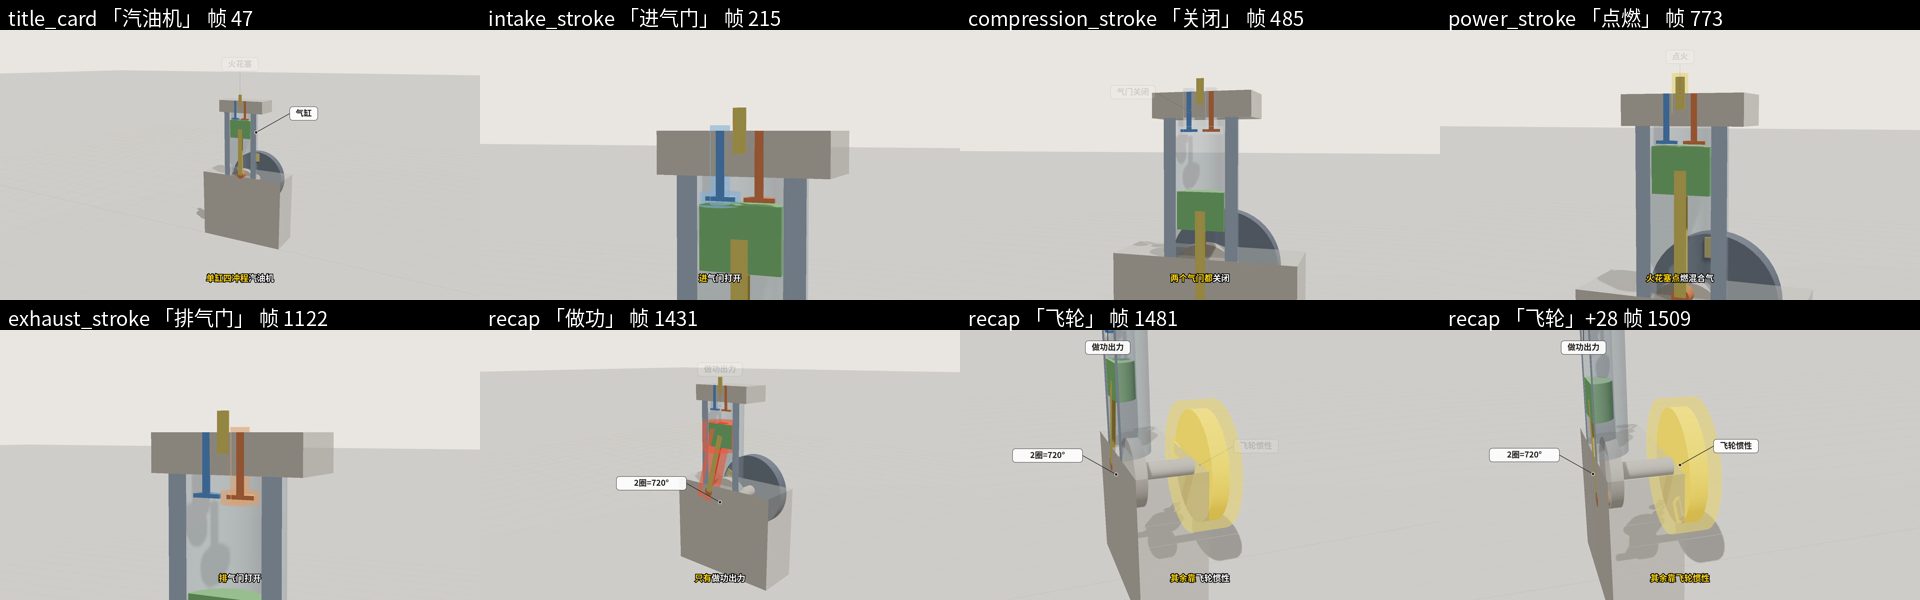 title_card 「汽油机」 帧 47
火花塞
气缸
单缸四冲程汽油机
intake_stroke 「进气门」 帧 215
进气门打开
compression_stroke 「关闭」 帧 485
气门关闭
两个气门都关闭
power_stroke 「点燃」 帧 773
点火
火花塞点燃混合气
exhaust_stroke 「排气门」 帧 1122
排气门打开
recap 「做功」 帧 1431
做功出力
2圈=720°
只有做功出力
recap 「飞轮」 帧 1481
做功出力
2圈=720°
飞轮惯性
其余靠飞轮惯性
recap 「飞轮」+28 帧 1509
做功出力
2圈=720°
飞轮惯性
其余靠飞轮惯性